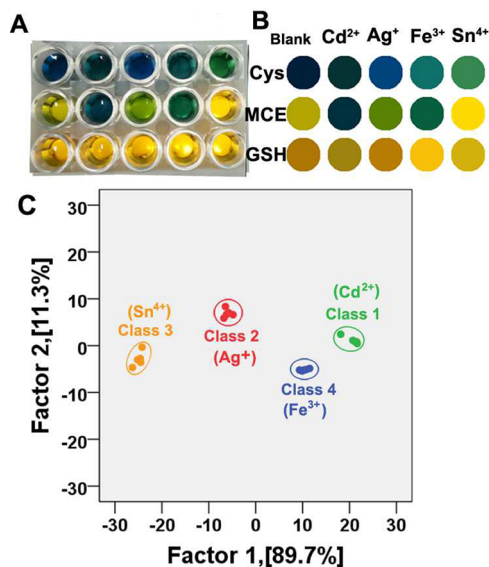 A
B
Blank Cd²⁺ Ag⁺ Fe³⁺ Sn⁴⁺
Cys
MCE
GSH
C
30
20
10
0
-10
-20
-30
Factor 2,[11.3%]
(Sn⁴⁺)
Class 3
Class 2
(Ag+)
(Cd²⁺)
Class 1
Class 4
(Fe³⁺)
-30 -20 -10 0 10 20 30
Factor 1,[89.7%]